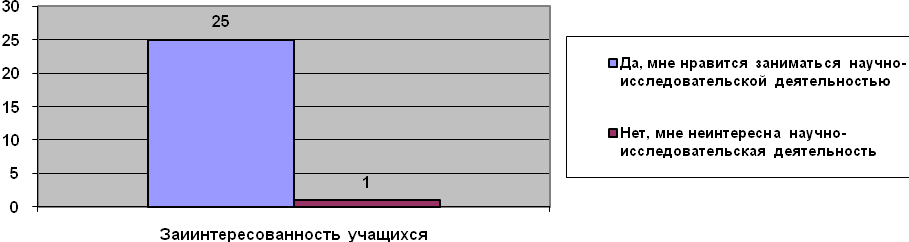 30
25
20
15
10
5
0
25
1
Заиинтересованность учащихся
Да, мне нравится заниматься научно-
исследовательской деятельностью
Нет, мне неинтересна научно-
исследовательская деятельность